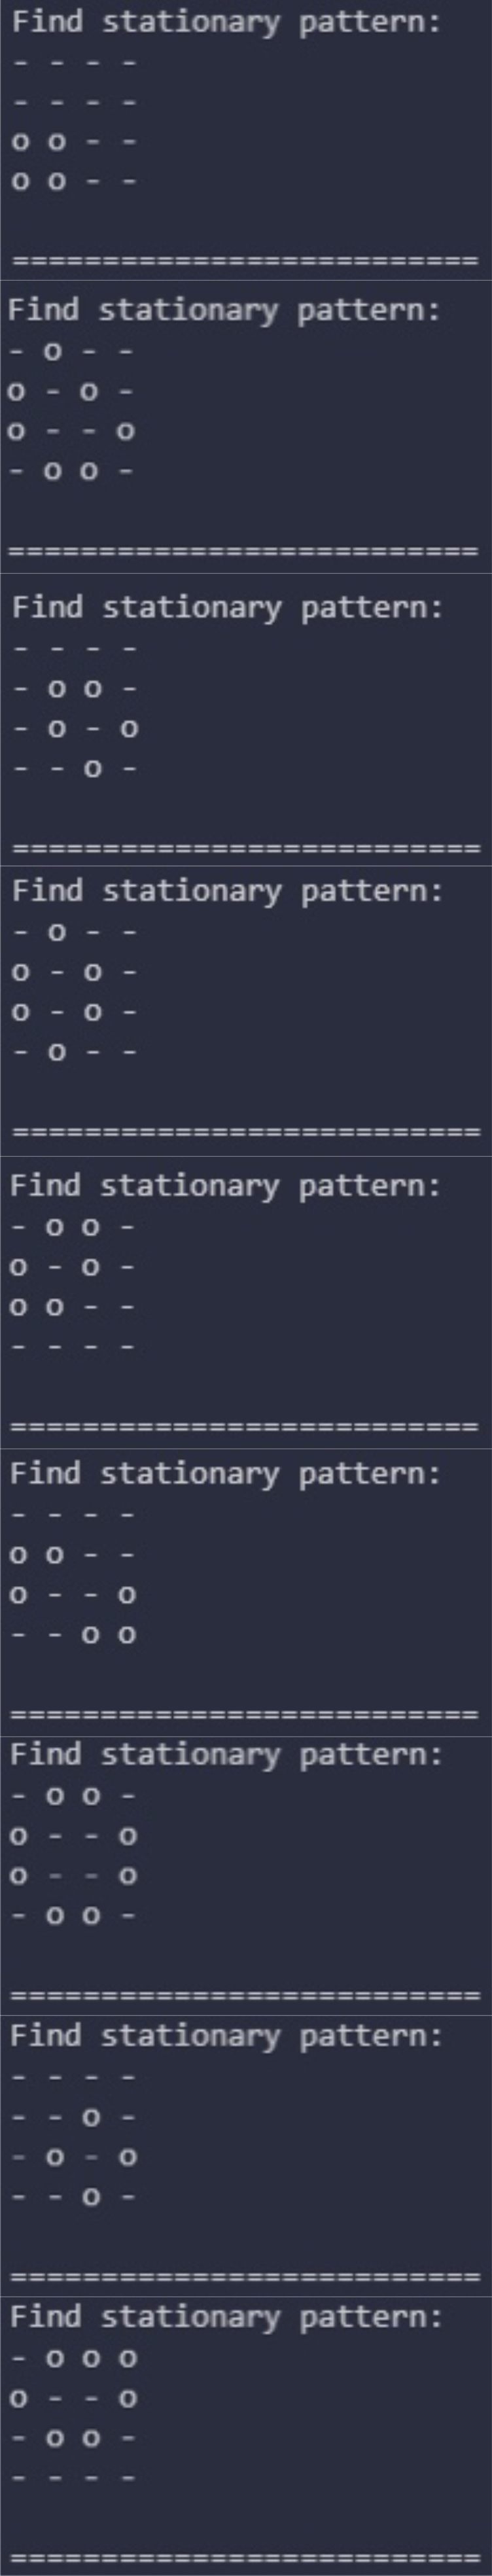 Find stationary pattern:
- - - -
- - - -
o o - -
o o - -
==========================
Find stationary pattern:
- o - -
o - o -
o - - o
- o o -
==========================
Find stationary pattern:
- - - -
- o o -
- o - o
- - o -
==========================
Find stationary pattern:
- o - -
o - o -
o - o -
- o - -
==========================
Find stationary pattern:
- o o -
o - o -
o o - -
- - - -
==========================
Find stationary pattern:
- - - -
o o - -
o - - o
- - o o
==========================
Find stationary pattern:
- o o -
o - - o
o - - o
- o o -
==========================
Find stationary pattern:
- - - -
- - o -
- o - o
- - o -
==========================
Find stationary pattern:
- o o o
o - - o
- o o -
- - - -
==========================